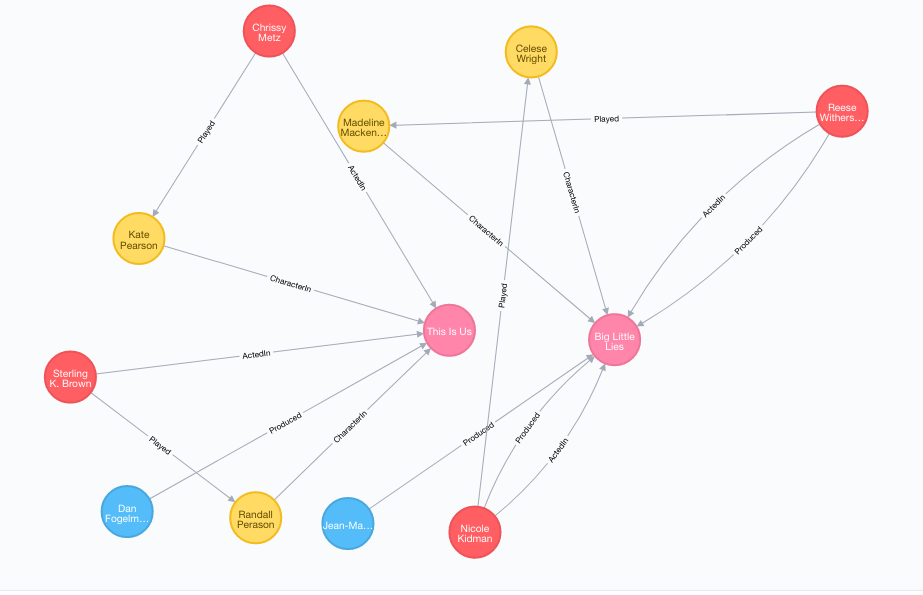 Chrissy
Metz
Celese
Wright
Reese
Withers...
Played
Madeline
Macken...
Played
ActedIn
CharacterIn
ActedIn
Kate
Pearson
CharacterIn
Produced
CharacterIn
Played
This Is Us
Big Little
Lies
ActedIn
Sterling
K. Brown
Produced
CharacterIn
Produced
Produced
Played
ActedIn
Dan
Fogelm...
Randall
Perason
Jean-Ma...
Nicole
Kidman